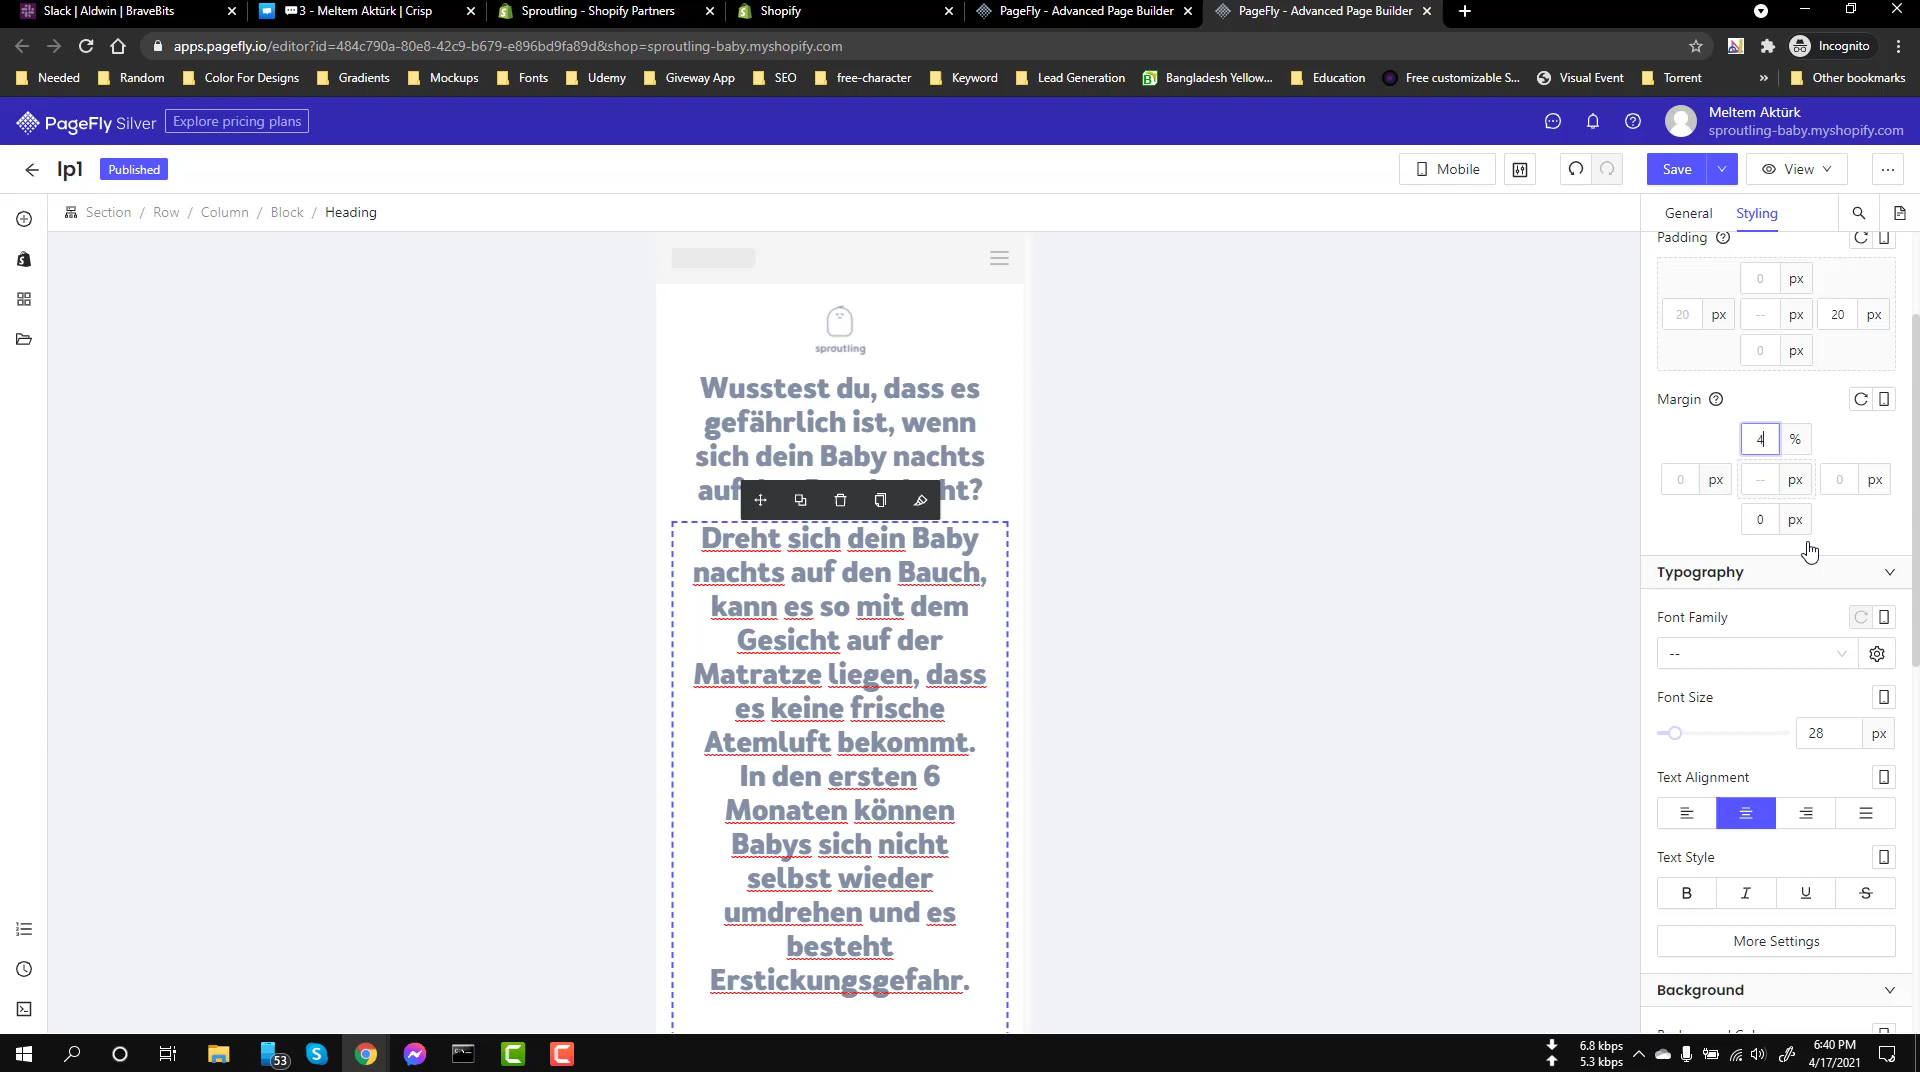 Slack | Aldwin | BraveBits
3 - Meltem Aktürk | Crisp
Sproutling - Shopify Partners
Shopify
PageFly - Advanced Page Builder
PageFly - Advanced Page Builder
apps.pagefly.io/editor?id=484c790a-80e8-42c9-b679-e896bd9fa89d&shop=sproutling-baby.myshopify.com
Incognito
Needed
Random
Color For Designs
Gradients
Mockups
Fonts
Udemy
Giveway App
SEO
free-character
Keyword
Lead Generation
Bangladesh Yellow...
Education
Free customizable S...
Visual Event
Torrent
»
Other bookmarks
PageFly Silver
Explore pricing plans
Meltem Aktürk
sproutling-baby.myshopify.com
lp1
Published
Mobile
Save
View
Section / Row / Column / Block / Heading
General
Styling
sproutling
Wusstest du, dass es
gefährlich ist, wenn
sich dein Baby nachts
Dreht sich dein Baby
nachts auf den Bauch,
kann es so mit dem
Gesicht auf der
Matratze liegen, dass
es keine frische
Atemluft bekommt.
In den ersten 6
Monaten können
Babys sich nicht
selbst wieder
umdrehen und es
besteht
Erstickungsgefahr.
Padding
0 px
20 px -- px 20 px
0 px
Margin
4 %
0 px -- px 0 px
0 px
Typography
Font Family
--
Font Size
28 px
Text Alignment
Text Style
B I U S
More Settings
Background
53
6.8 kbps
5.3 kbps
6:40 PM
4/17/2021